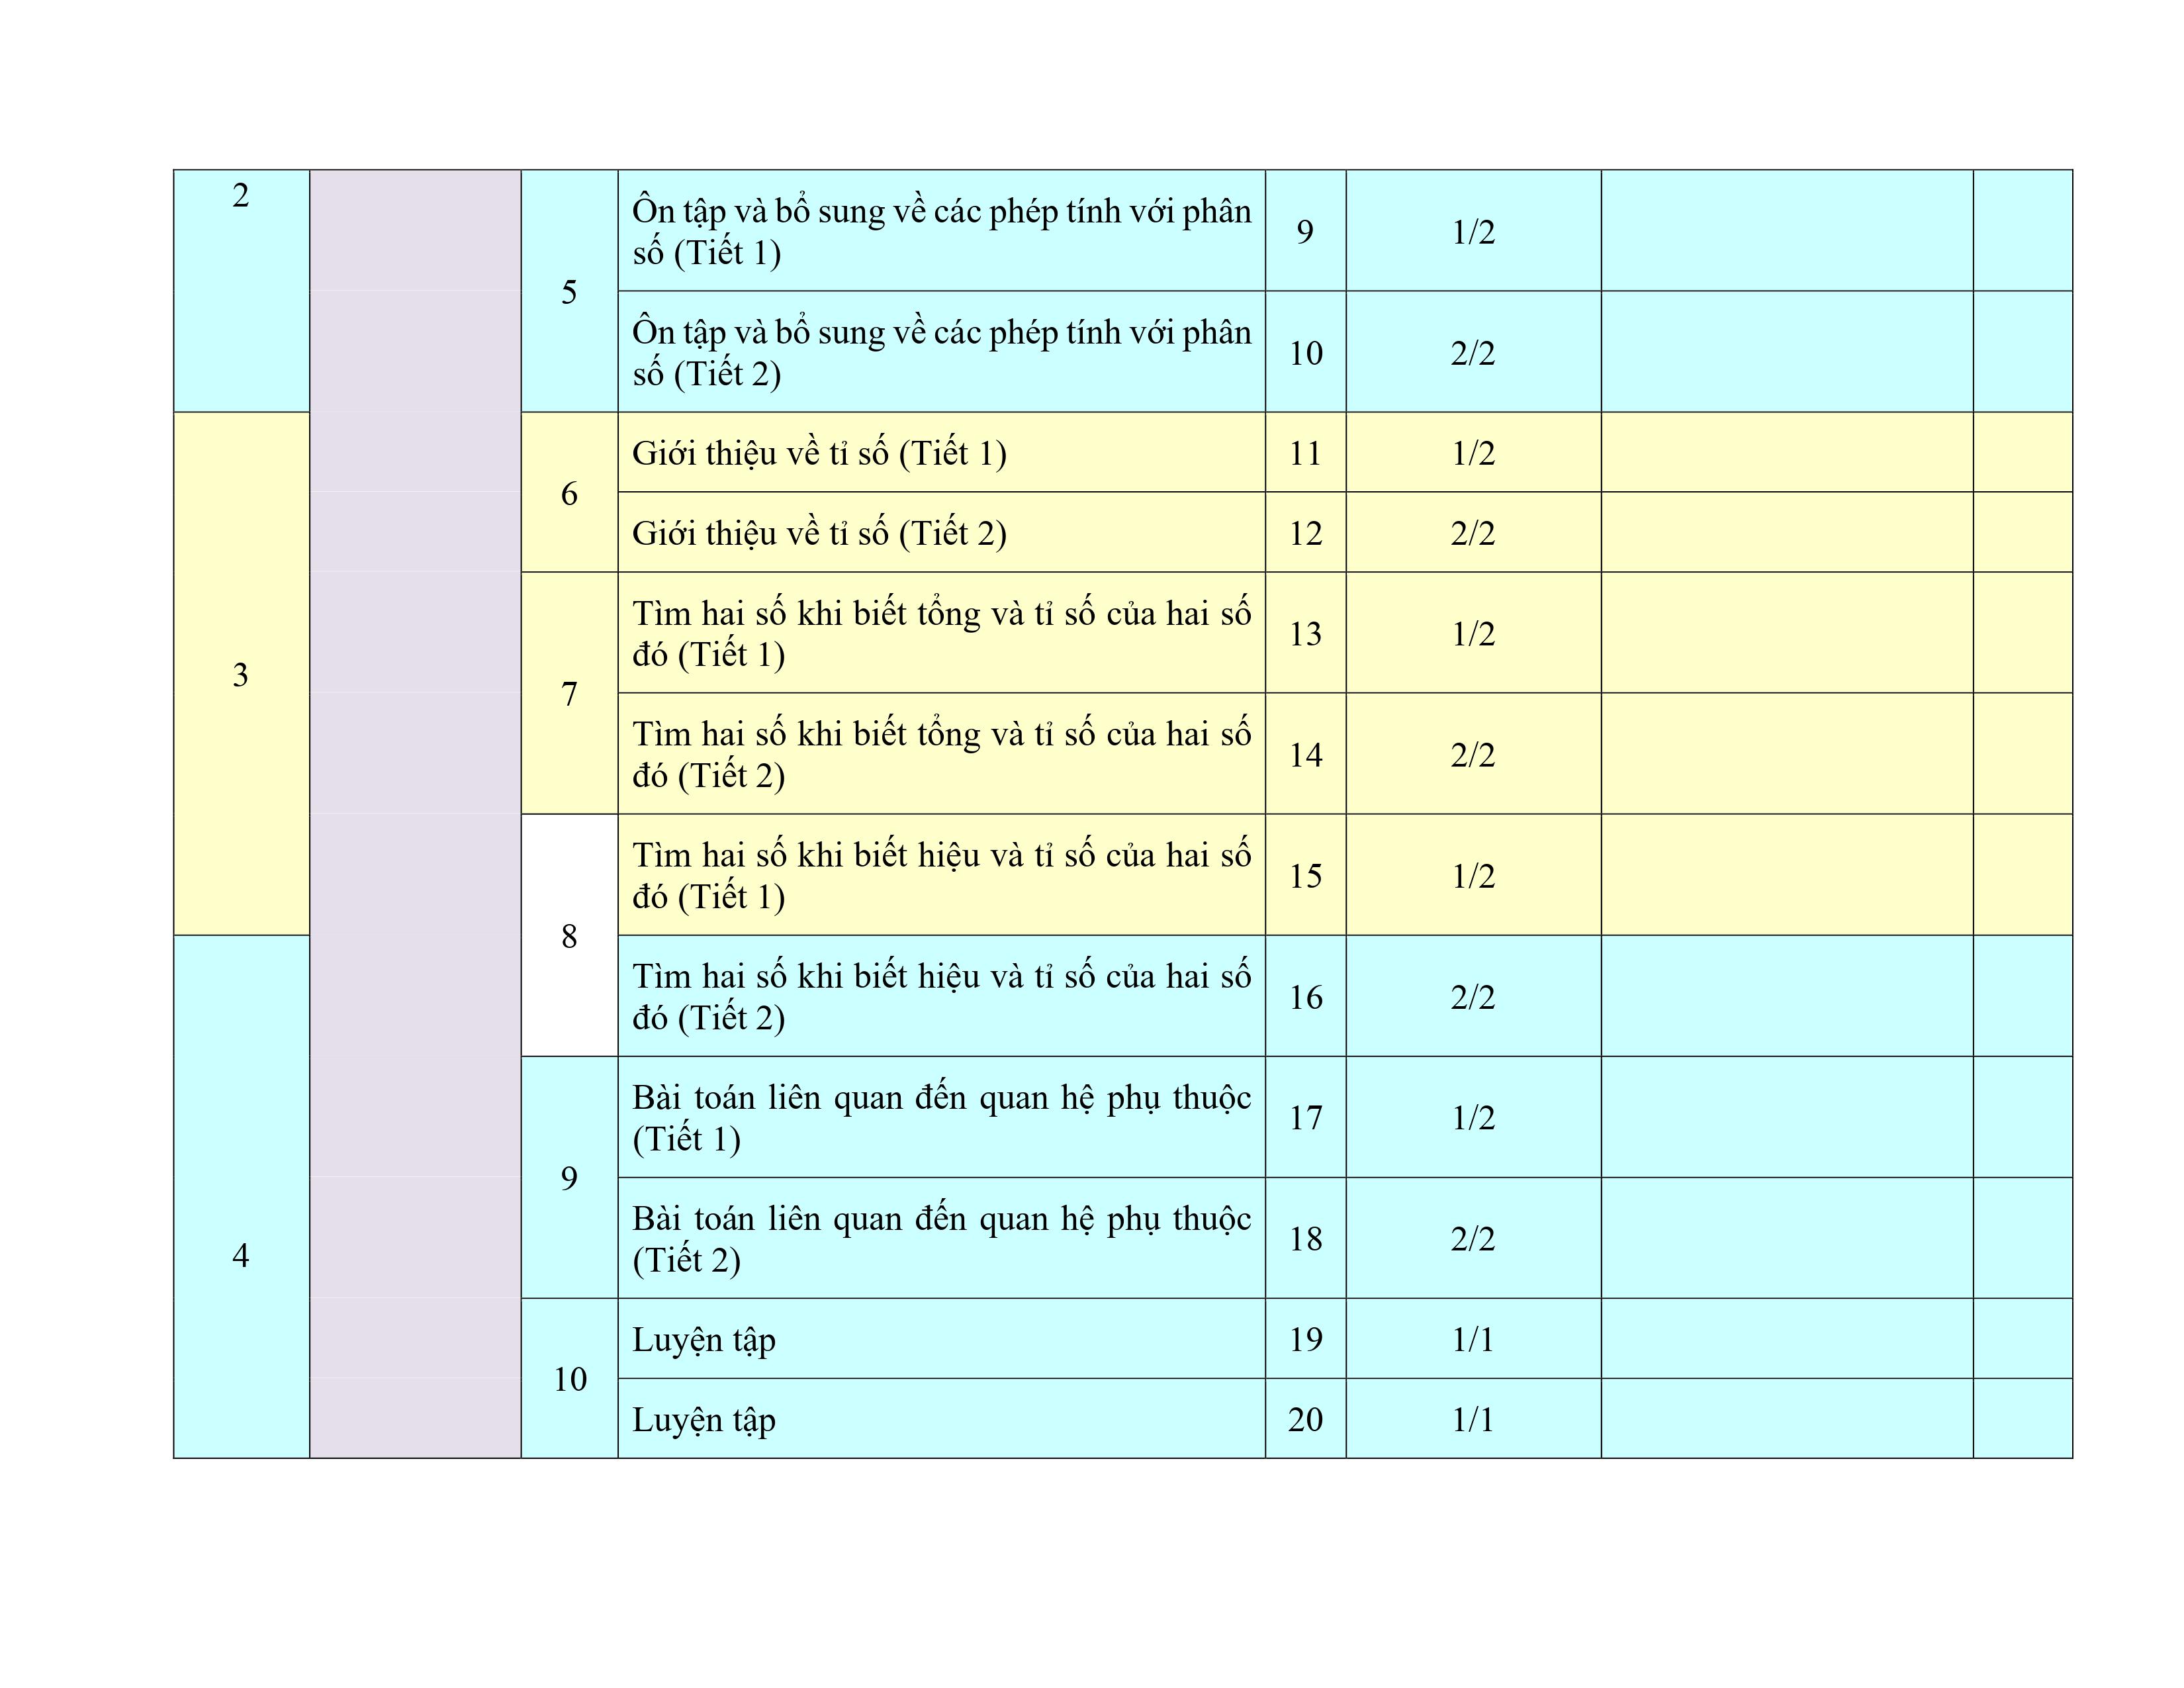 2
5
Ôn tập và bổ sung về các phép tính với phân
số (Tiết 1)
9
1/2
Ôn tập và bổ sung về các phép tính với phân
số (Tiết 2)
10
2/2
3
6
Giới thiệu về tỉ số (Tiết 1)
11
1/2
Giới thiệu về tỉ số (Tiết 2)
12
2/2
7
Tìm hai số khi biết tổng và tỉ số của hai số
đó (Tiết 1)
13
1/2
Tìm hai số khi biết tổng và tỉ số của hai số
đó (Tiết 2)
14
2/2
8
Tìm hai số khi biết hiệu và tỉ số của hai số
đó (Tiết 1)
15
1/2
4
Tìm hai số khi biết hiệu và tỉ số của hai số
đó (Tiết 2)
16
2/2
9
Bài toán liên quan đến quan hệ phụ thuộc
(Tiết 1)
17
1/2
Bài toán liên quan đến quan hệ phụ thuộc
(Tiết 2)
18
2/2
10
Luyện tập
19
1/1
Luyện tập
20
1/1